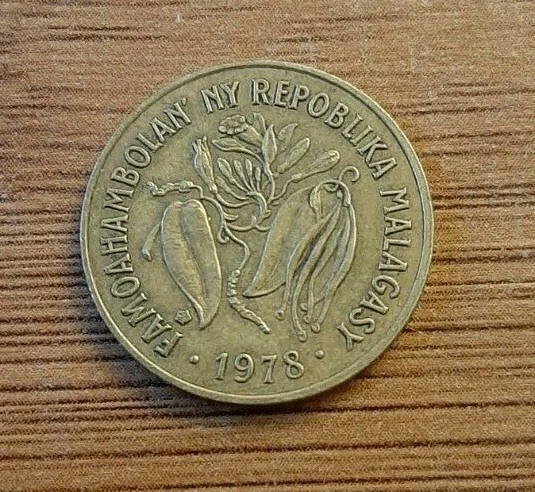 FAMOAHAMBOLAN' NY REPOBLIKA MALAGASY
· 1978 ·